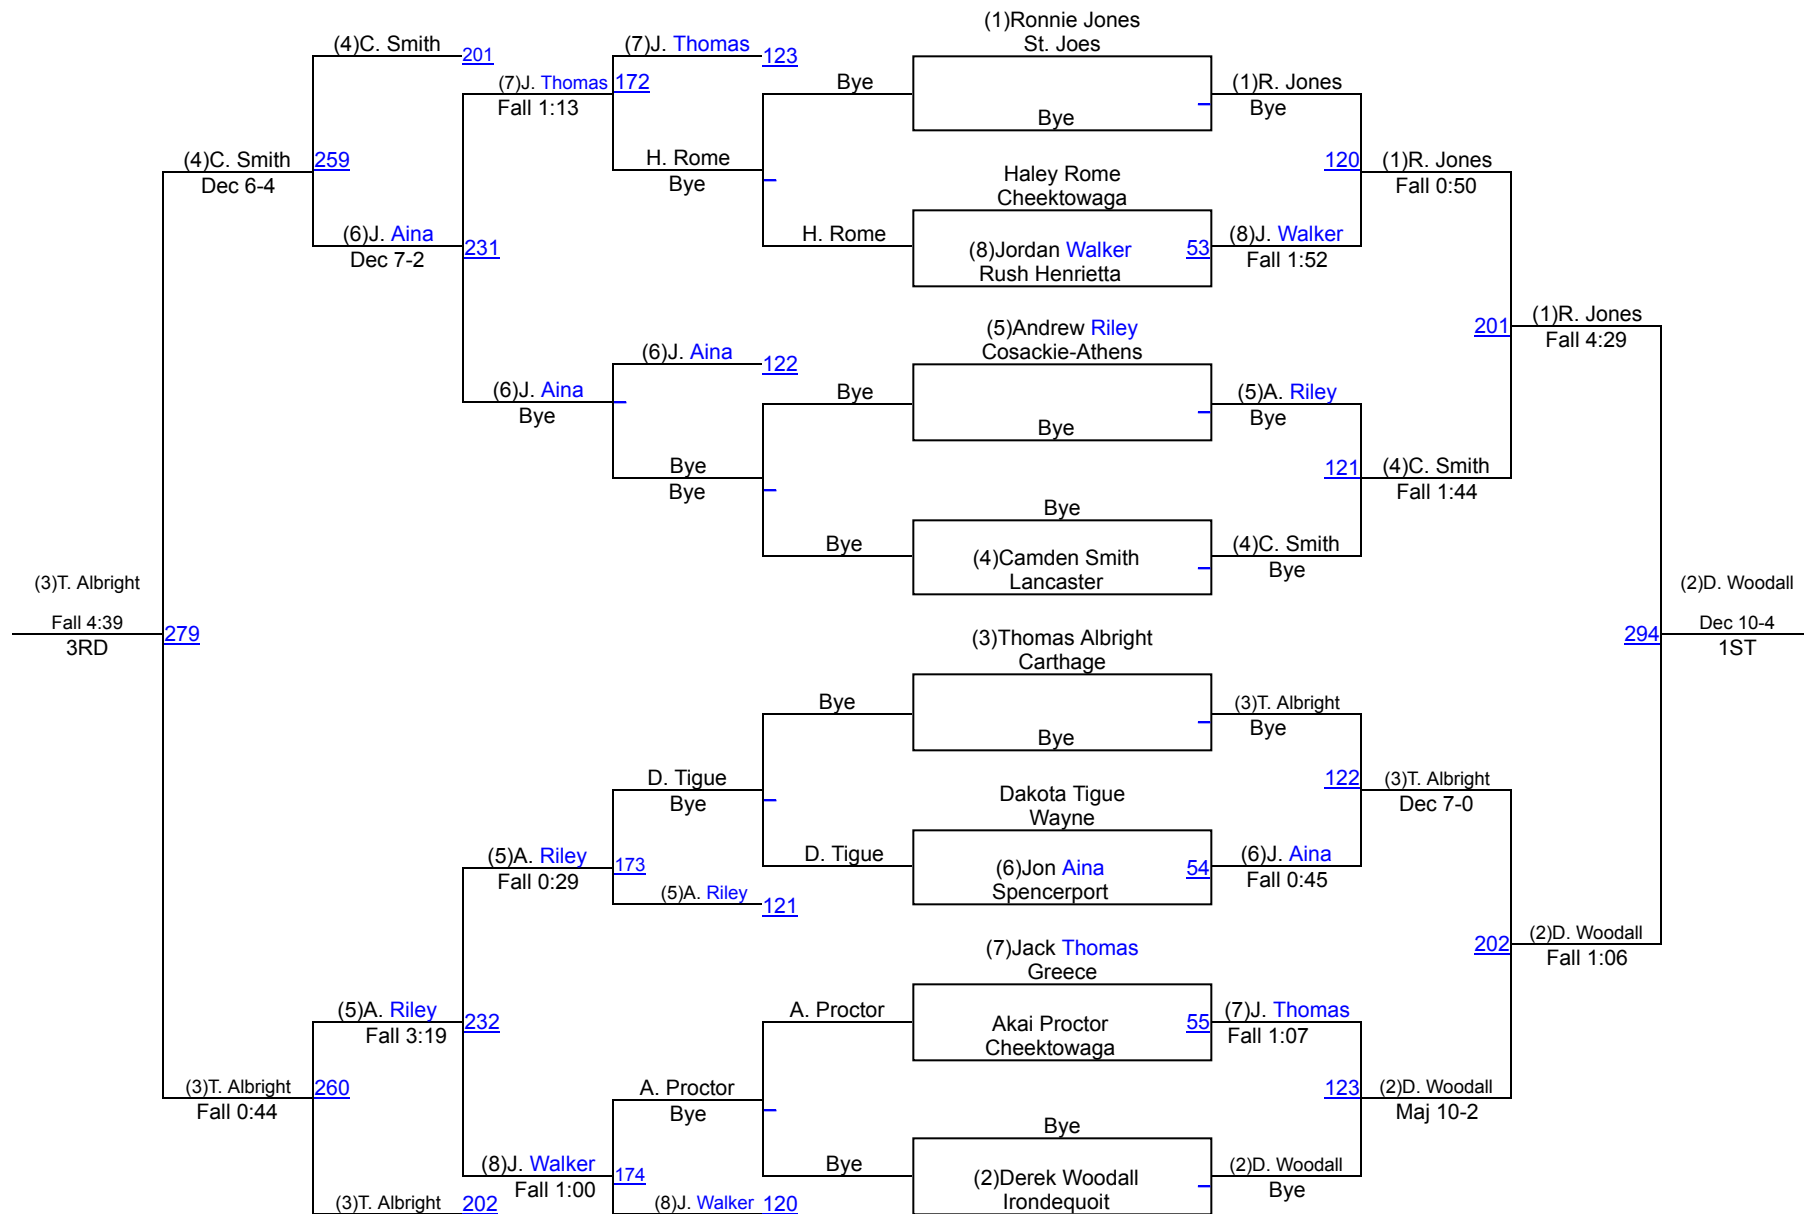 (1)Ronnie Jones
St. Joes
(4)C. Smith
201
(7)J. Thomas
123
(7)J. Thomas
172
Fall 1:13
Bye
(1)R. Jones
Bye
Bye
H. Rome
Bye
(4)C. Smith
259
Dec 6-4
Haley Rome
Cheektowaga
120
(1)R. Jones
Fall 0:50
(6)J. Aina
231
Dec 7-2
H. Rome
(8)Jordan Walker
Rush Henrietta
53
(8)J. Walker
Fall 1:52
(5)Andrew Riley
Cosackie-Athens
201
(1)R. Jones
Fall 4:29
(6)J. Aina
122
(6)J. Aina
Bye
Bye
(5)A. Riley
Bye
Bye
Bye
Bye
121
(4)C. Smith
Fall 1:44
Bye
Bye
(4)Camden Smith
Lancaster
(4)C. Smith
Bye
(3)T. Albright
Fall 4:39
3RD
279
(2)D. Woodall
294
Dec 10-4
1ST
(3)Thomas Albright
Carthage
Bye
Bye
(3)T. Albright
Bye
D. Tigue
Bye
Dakota Tigue
Wayne
122
(3)T. Albright
Dec 7-0
(5)A. Riley
173
Fall 0:29
D. Tigue
(6)Jon Aina
Spencerport
54
(6)J. Aina
Fall 0:45
(5)A. Riley
121
(7)Jack Thomas
Greece
202
(2)D. Woodall
Fall 1:06
(5)A. Riley
232
Fall 3:19
A. Proctor
Akai Proctor
Cheektowaga
55
(7)J. Thomas
Fall 1:07
(3)T. Albright
260
Fall 0:44
A. Proctor
Bye
123
(2)D. Woodall
Maj 10-2
Bye
(8)J. Walker
174
Fall 1:00
Bye
(2)Derek Woodall
Irondequoit
(2)D. Woodall
Bye
(3)T. Albright
202
(8)J. Walker
120